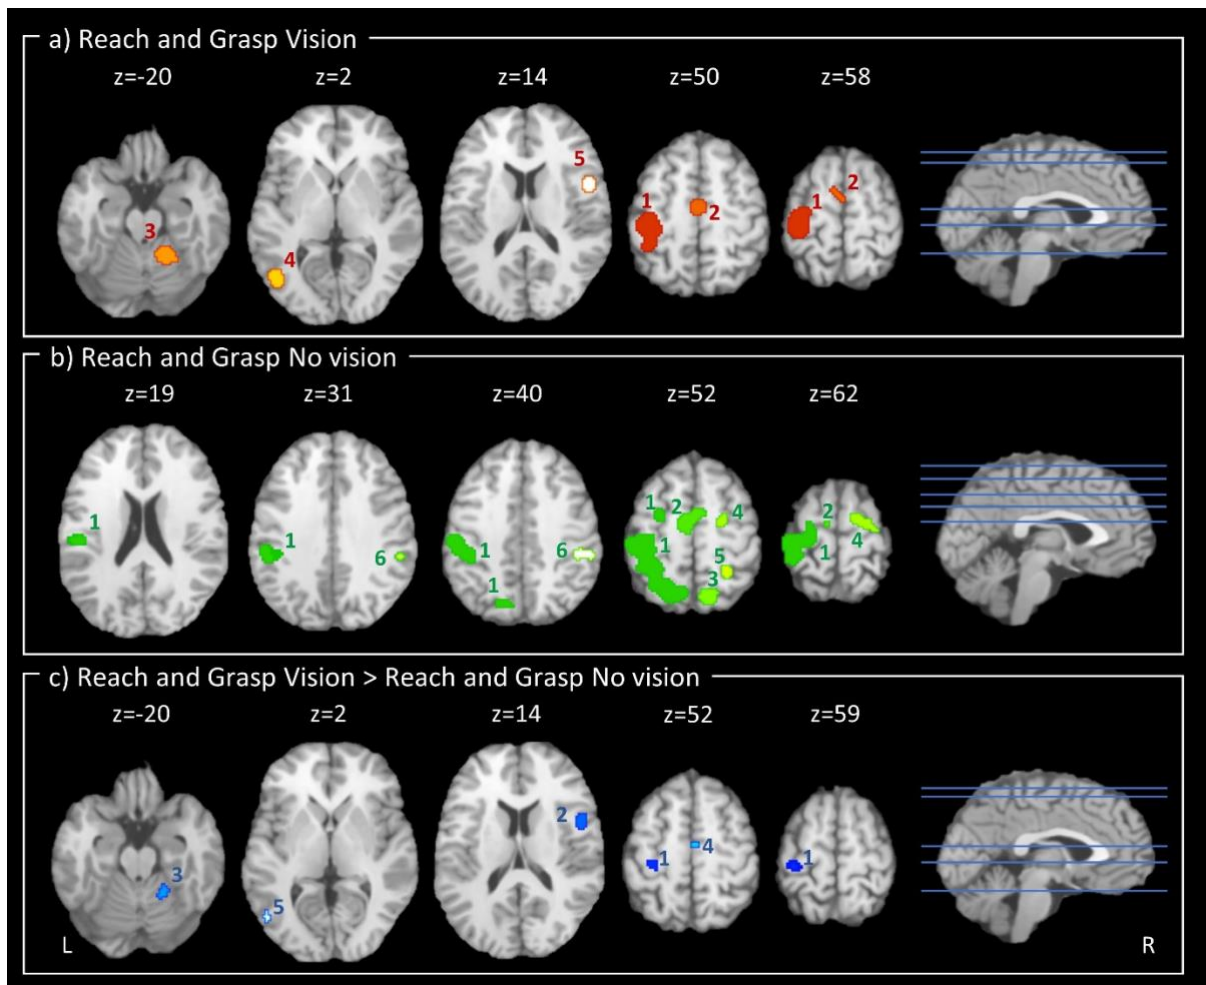 a) Reach and Grasp Vision
z=-20 z=2 z=14 z=50 z=58
5
2
1 1
2
3
4
b) Reach and Grasp No vision
z=19 z=31 z=40 z=52 z=62
1 2 4 2
1 1 1 1 4
6 6 5 1
1 3
c) Reach and Grasp Vision > Reach and Grasp No vision
z=-20 z=2 z=14 z=52 z=59
2
4
1 1
3
5
L R